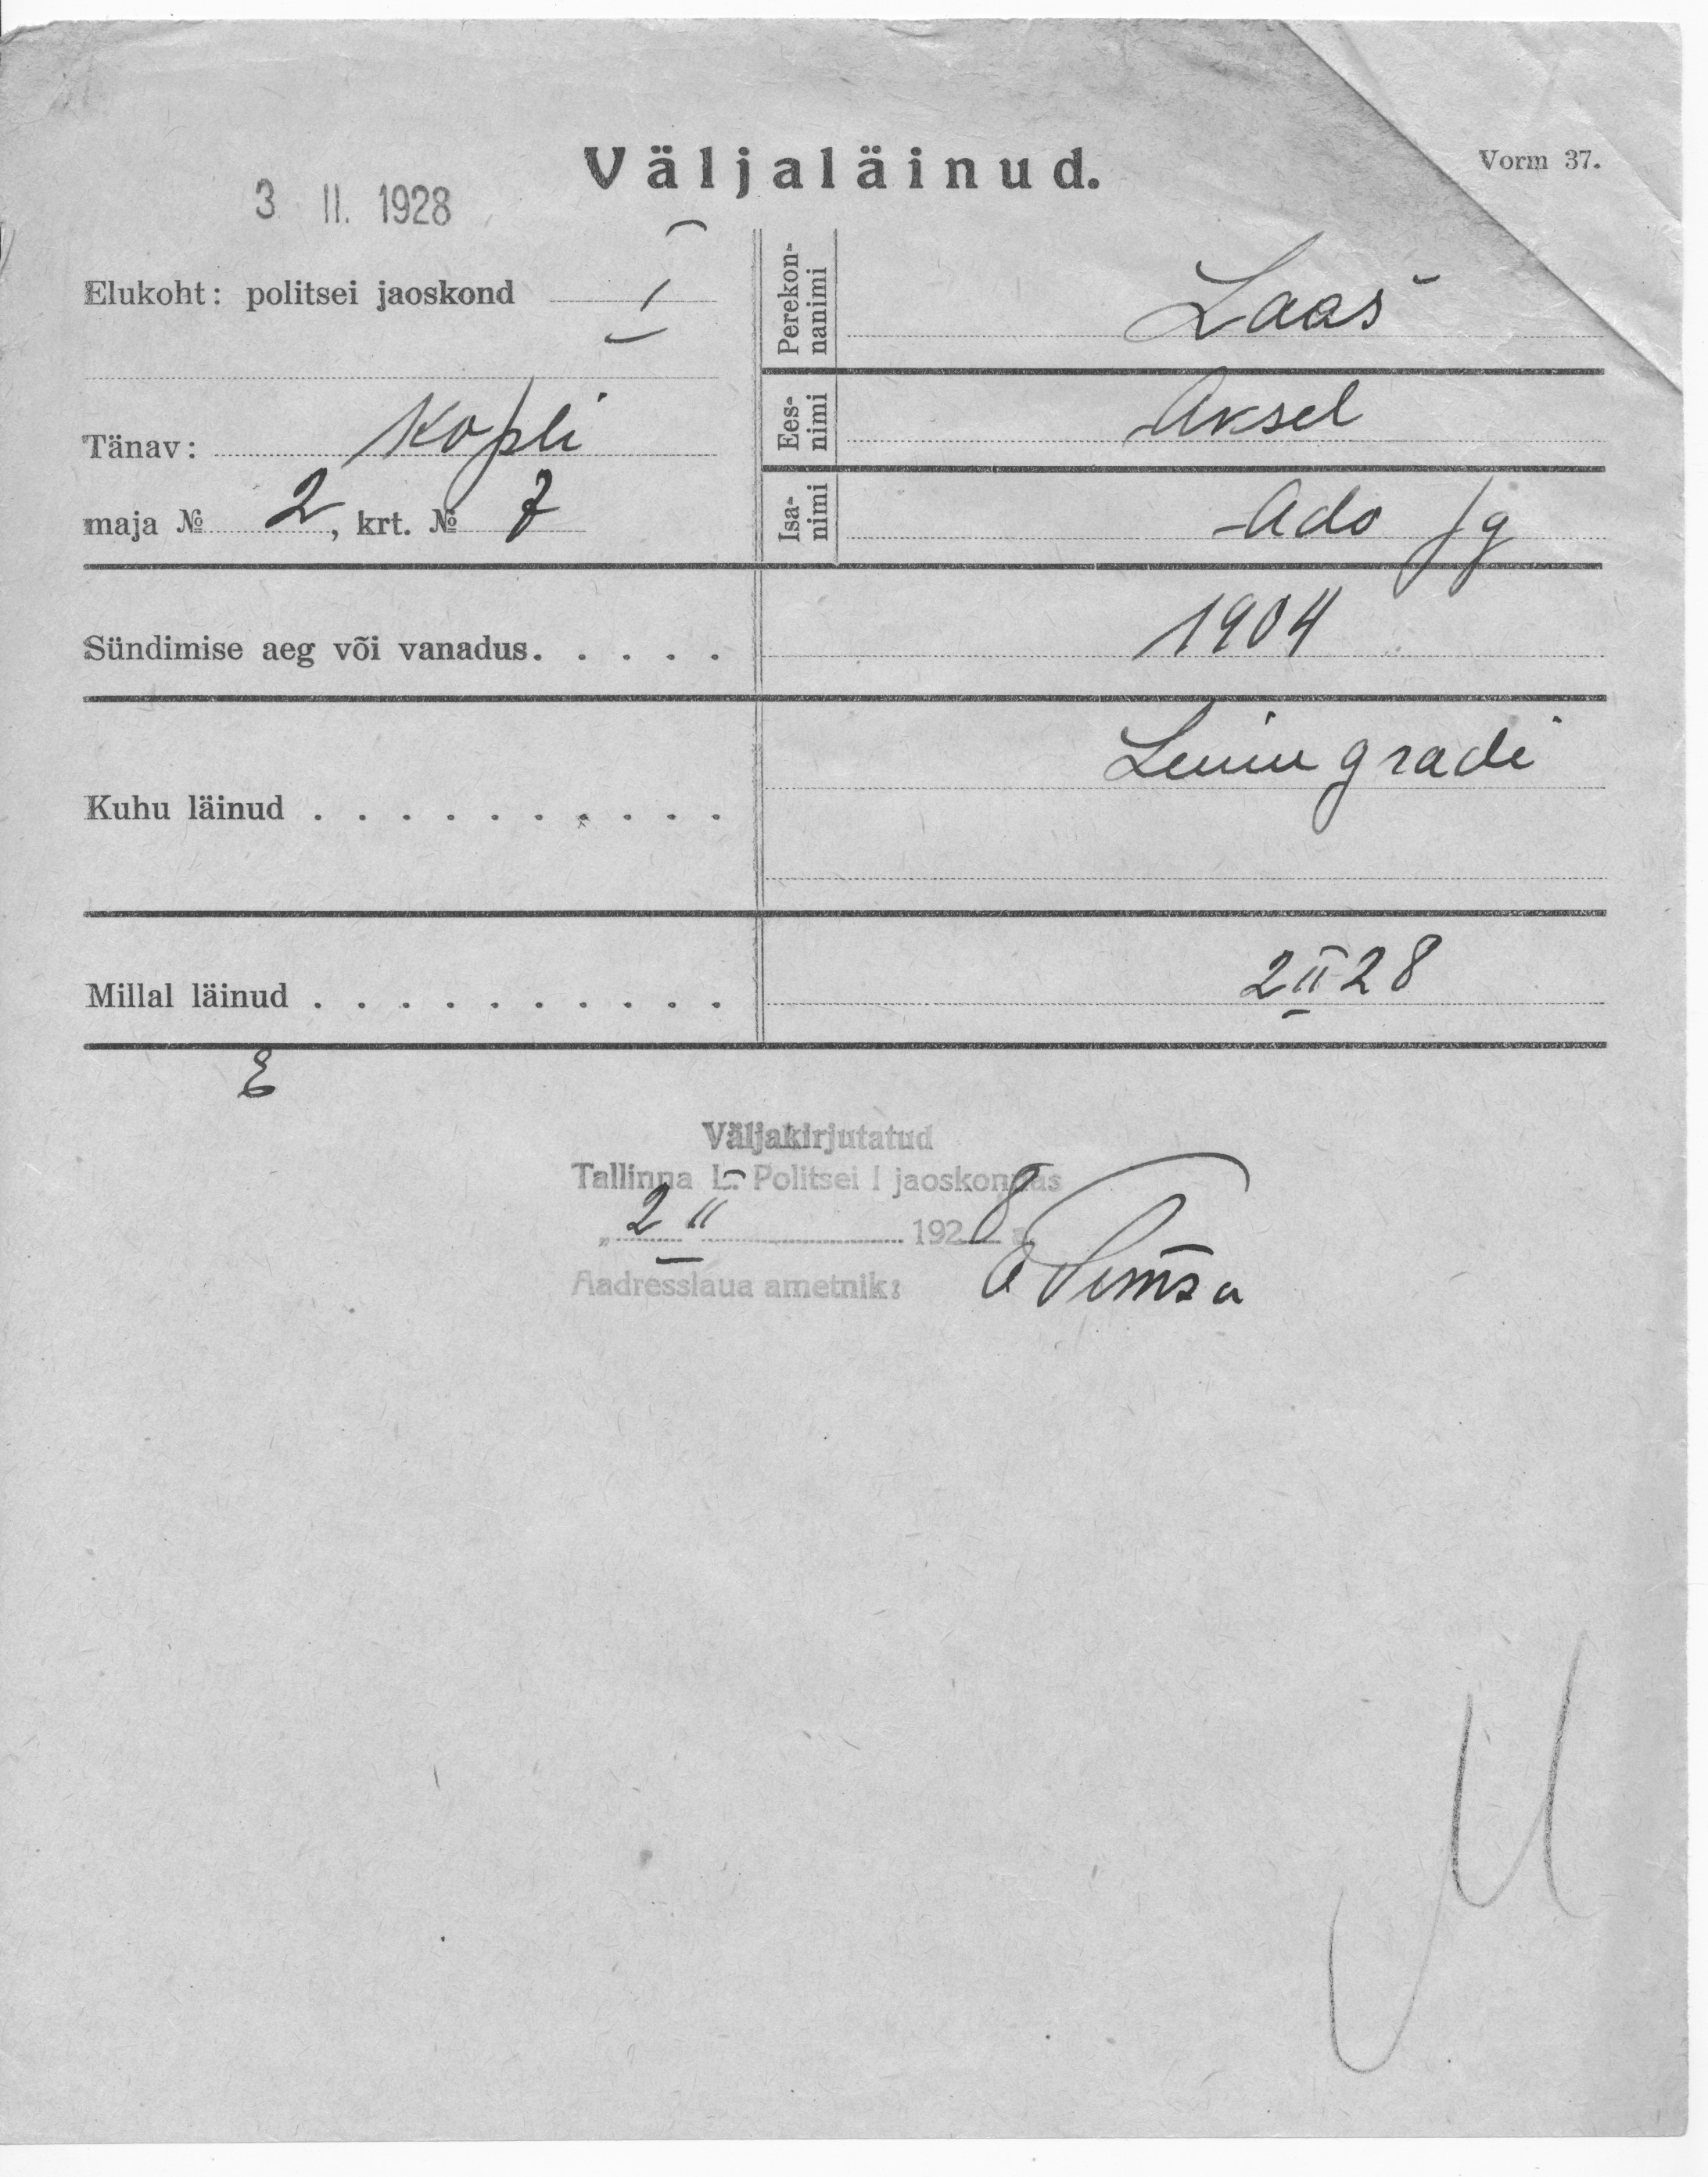 Väljaläinud.
Vorm 37.
3 II. 1928
Elukoht: politsei jaoskond I
Perekon-
nanimi
Laas
Tänav: Kopli
Ees-
nimi
Aksel
maja № 2, krt. № 7
Isa-
nimi
Ado pg
Sündimise aeg või vanadus. . . . . 1904
Kuhu läinud . . . . . . . . . . Leningradi
Millal läinud . . . . . . . . . . 2 II 28
Väljakirjutatud
Tallinna L. Politsei I jaoskonnas
„ 2 II 1928
Aadresslaua ametnik: